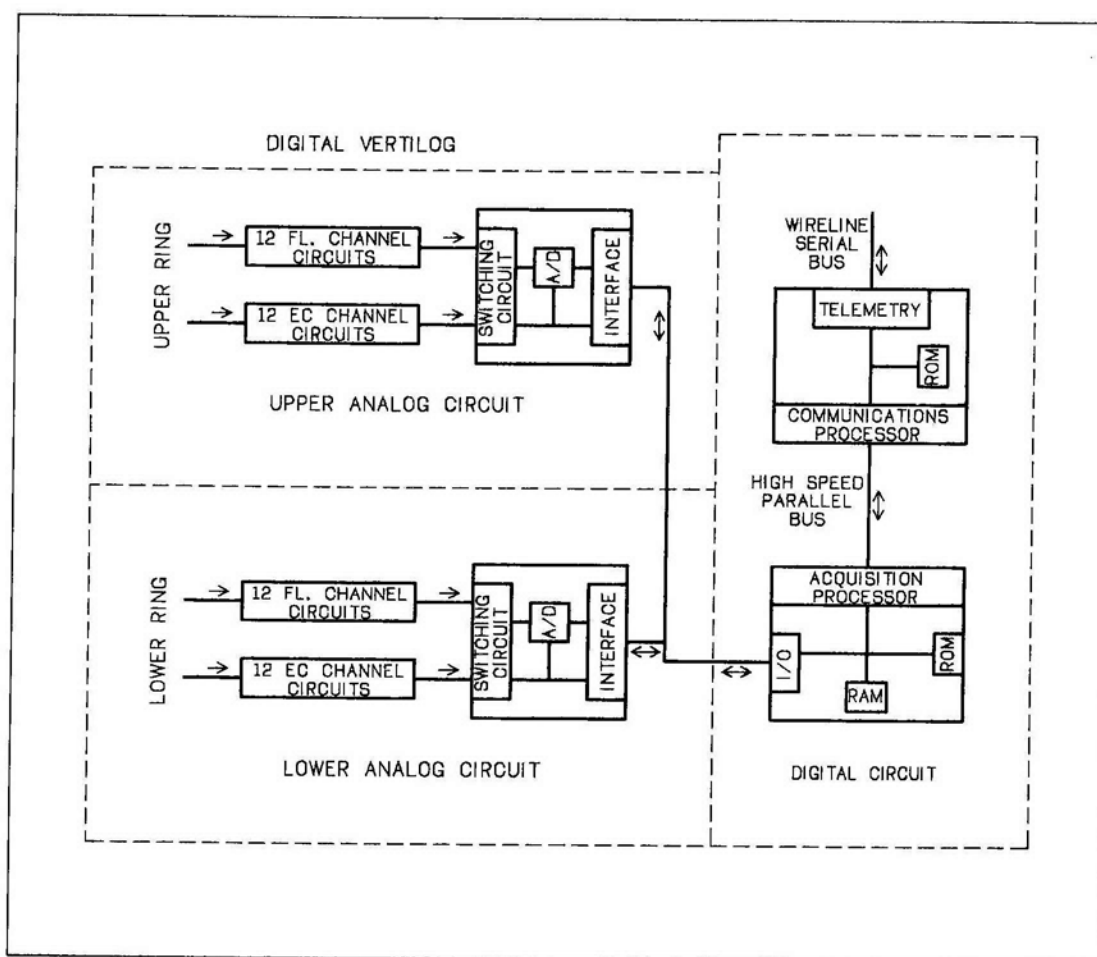 DIGITAL VERTILOG
UPPER RING
12 FL. CHANNEL
CIRCUITS
12 EC CHANNEL
CIRCUITS
SWITCHING
CIRCUIT
A/D
INTERFACE
UPPER ANALOG CIRCUIT
LOWER RING
12 FL. CHANNEL
CIRCUITS
12 EC CHANNEL
CIRCUITS
SWITCHING
CIRCUIT
A/D
INTERFACE
LOWER ANALOG CIRCUIT
WIRELINE
SERIAL
BUS
TELEMETRY
ROM
COMMUNICATIONS
PROCESSOR
HIGH SPEED
PARALLEL
BUS
ACQUISITION
PROCESSOR
I/O
ROM
RAM
DIGITAL CIRCUIT